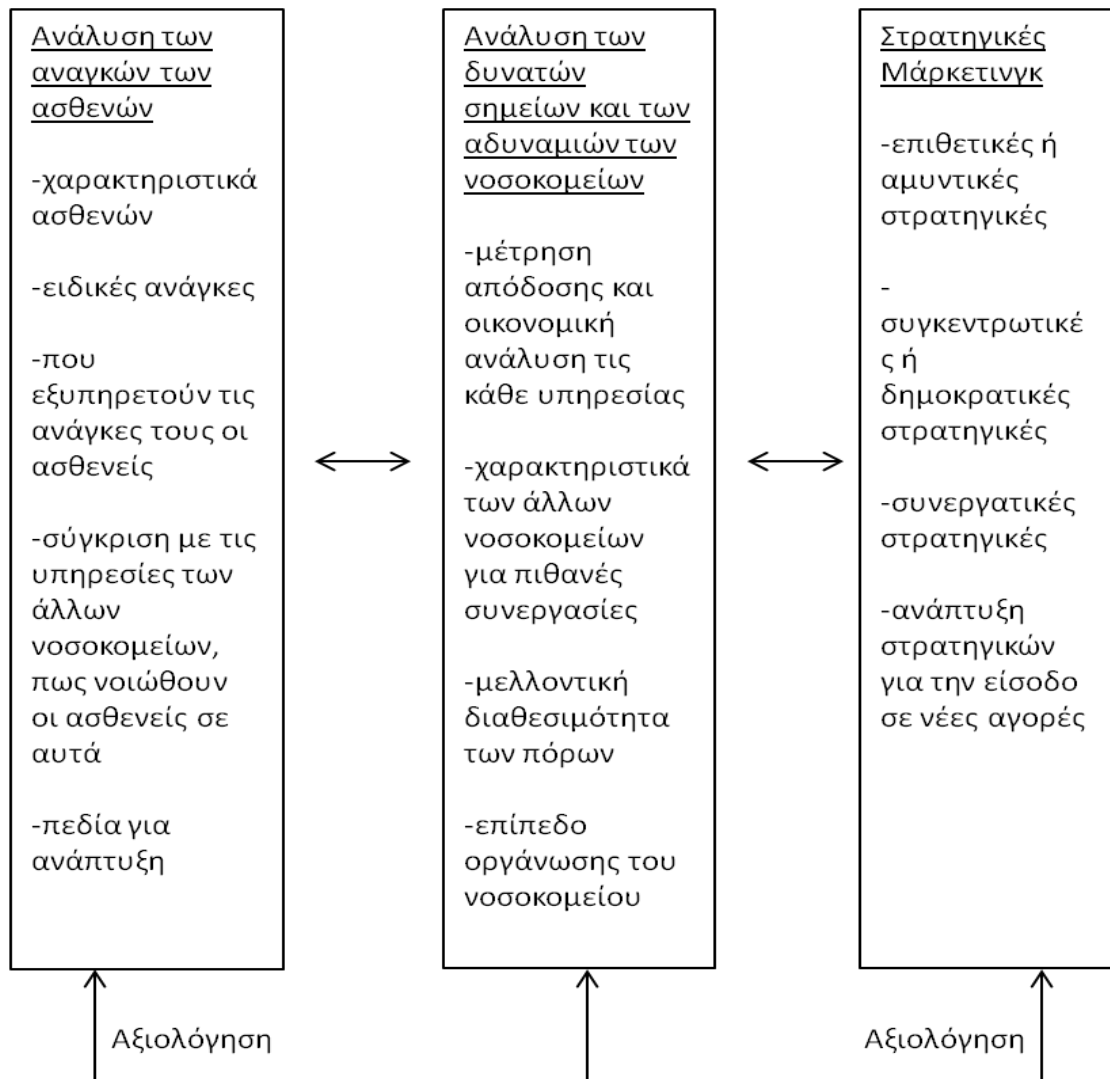 Ανάλυση των
αναγκών των
ασθενών
-χαρακτηριστικά
ασθενών
-ειδικές ανάγκες
-που
εξυπηρετούν τις
ανάγκες τους οι
ασθενείς
-σύγκριση με τις
υπηρεσίες των
άλλων
νοσοκομείων,
πως νοιώθουν
οι ασθενείς σε
αυτά
-πεδία για
ανάπτυξη
Ανάλυση των
δυνατών
σημείων και των
αδυναμιών των
νοσοκομείων
-μέτρηση
απόδοσης και
οικονομική
ανάλυση τις
κάθε υπηρεσίας
-χαρακτηριστικά
των άλλων
νοσοκομείων
για πιθανές
συνεργασίες
-μελλοντική
διαθεσιμότητα
των πόρων
-επίπεδο
οργάνωσης του
νοσοκομείου
Στρατηγικές
Μάρκετινγκ
-επιθετικές ή
αμυντικές
στρατηγικές
-
συγκεντρωτικέ
ς ή
δημοκρατικές
στρατηγικές
-συνεργατικές
στρατηγικές
-ανάπτυξη
στρατηγικών
για την είσοδο
σε νέες αγορές
Αξιολόγηση
Αξιολόγηση